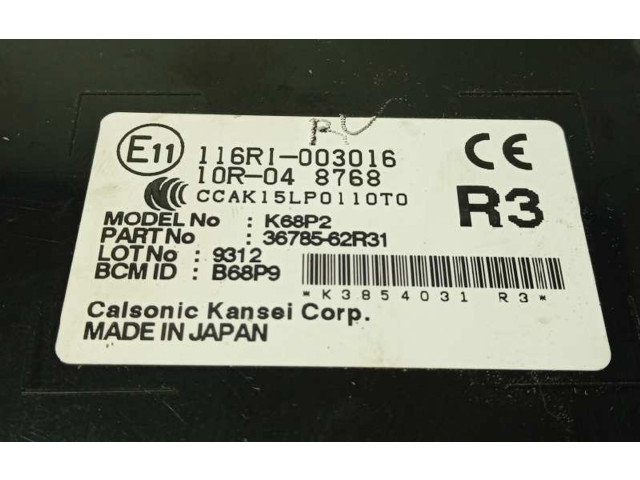 E11
116RI-003016
10R-04 8768
CCAK15LP0110T0
CE
R3
MODEL No : K68P2
PART No : 36785-62R31
LOT No : 9312
BCM ID : B68P9
*K3854031 R3*
Calsonic Kansei Corp.
MADE IN JAPAN